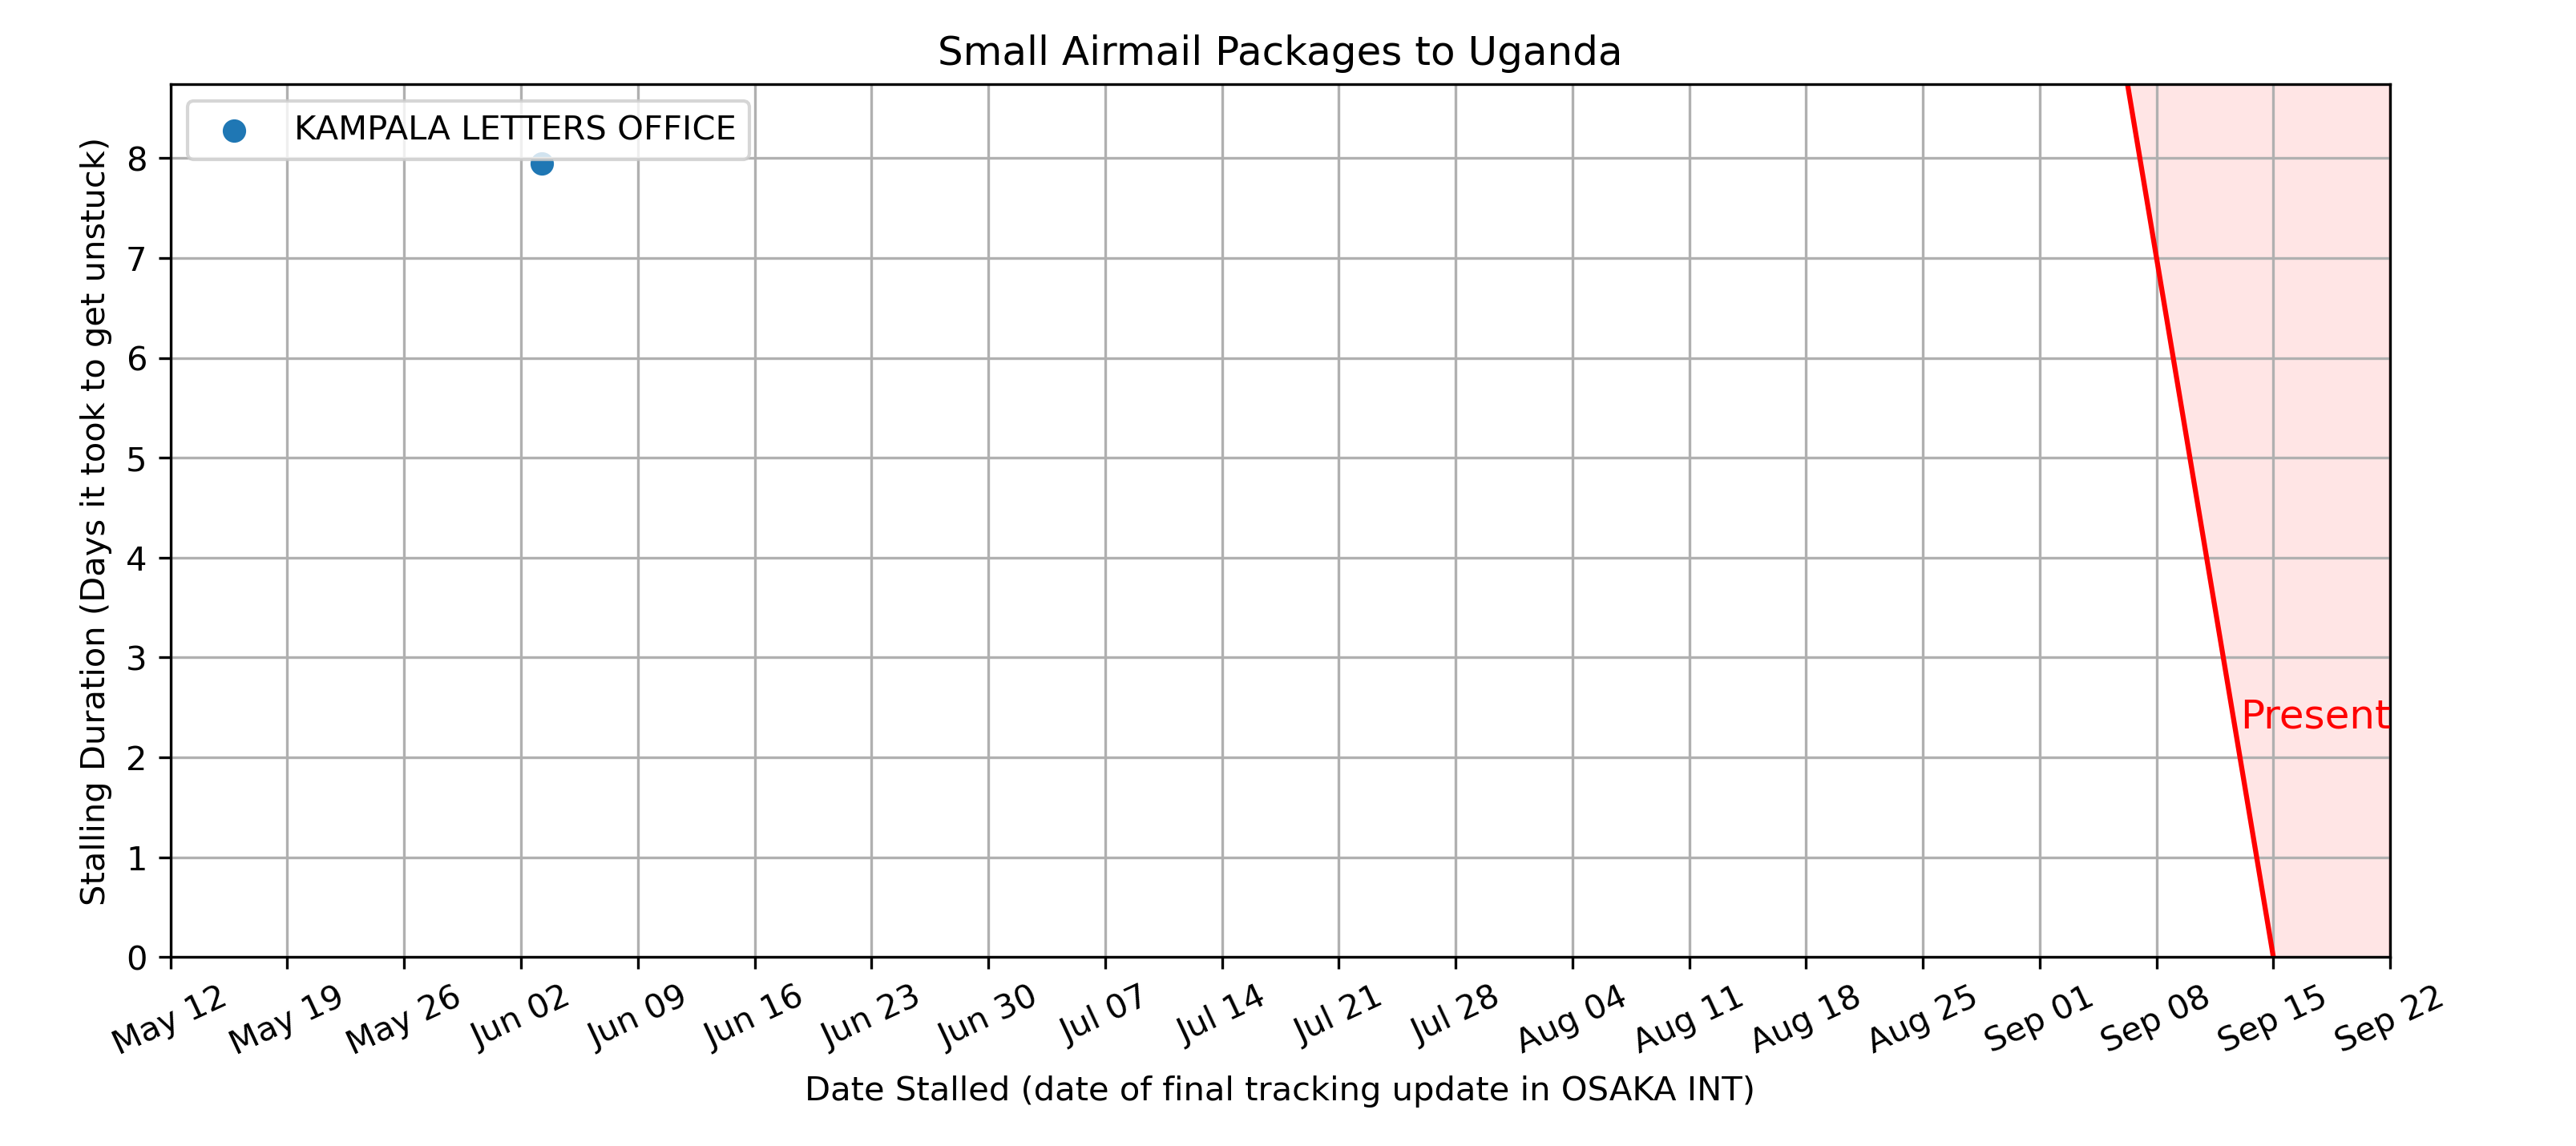 Small Airmail Packages to Uganda
KAMPALA LETTERS OFFICE
Stalling Duration (Days it took to get unstuck)
8
7
6
5
4
3
2
1
0
Present
May 12
May 19
May 26
Jun 02
Jun 09
Jun 16
Jun 23
Jun 30
Jul 07
Jul 14
Jul 21
Jul 28
Aug 04
Aug 11
Aug 18
Aug 25
Sep 01
Sep 08
Sep 15
Sep 22
Date Stalled (date of final tracking update in OSAKA INT)